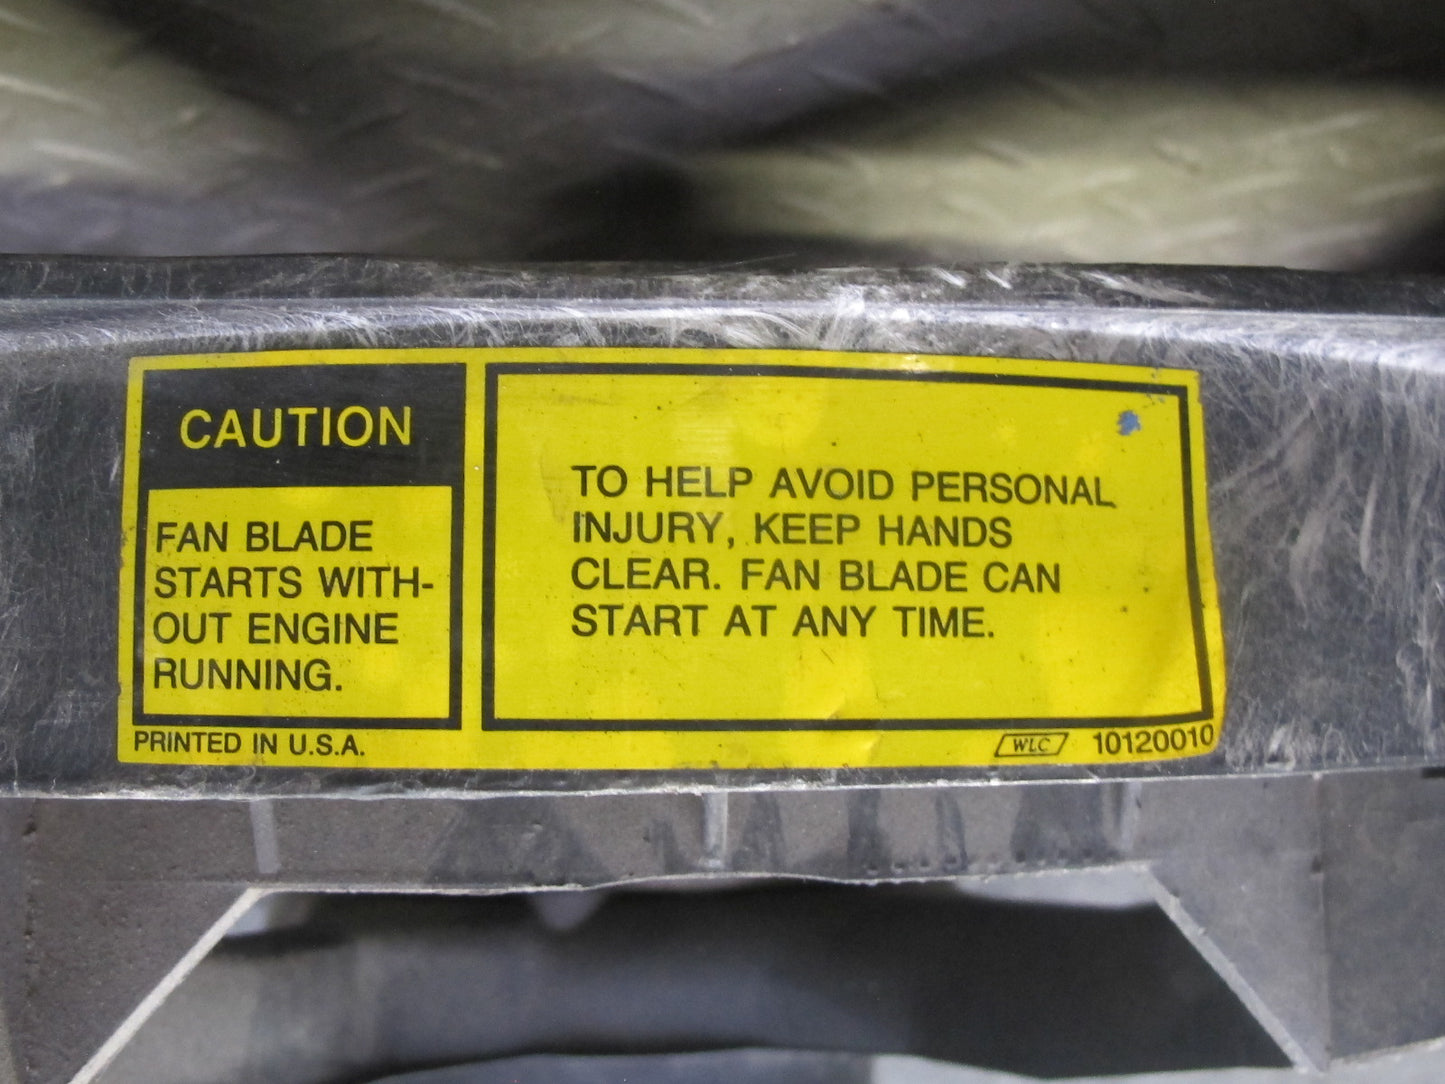 CAUTION
FAN BLADE
STARTS WITH-
OUT ENGINE
RUNNING.
TO HELP AVOID PERSONAL
INJURY, KEEP HANDS
CLEAR. FAN BLADE CAN
START AT ANY TIME.
PRINTED IN U.S.A.
WLC 10120010